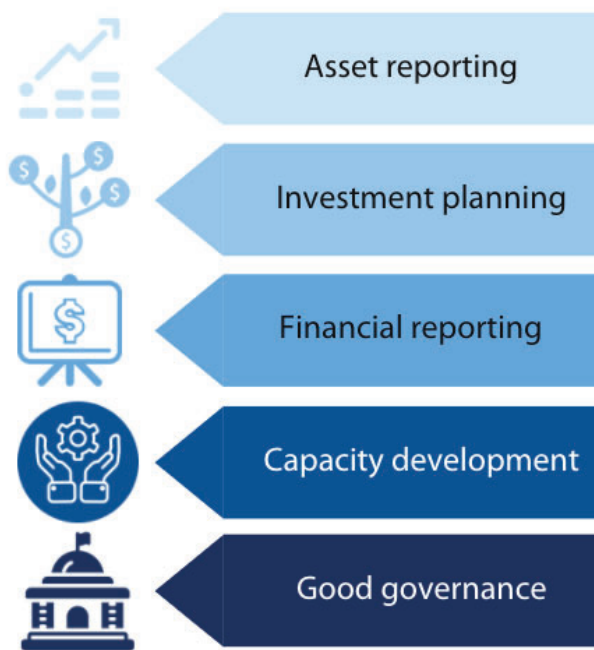 Asset reporting
$ $
$ $
$
Investment planning
$
Financial reporting
Capacity development
Good governance